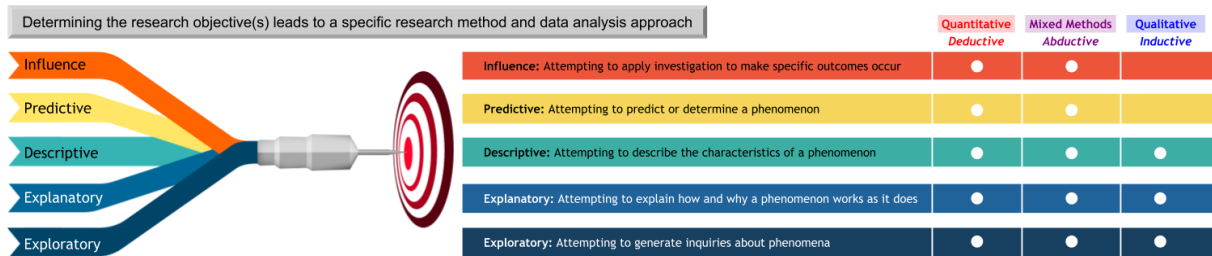 Determining the research objective(s) leads to a specific research method and data analysis approach
Quantitative Mixed Methods Qualitative
Deductive Abductive Inductive
Influence
Influence: Attempting to apply investigation to make specific outcomes occur
Predictive
Predictive: Attempting to predict or determine a phenomenon
Descriptive
Descriptive: Attempting to describe the characteristics of a phenomenon
Explanatory
Explanatory: Attempting to explain how and why a phenomenon works as it does
Exploratory
Exploratory: Attempting to generate inquiries about phenomena